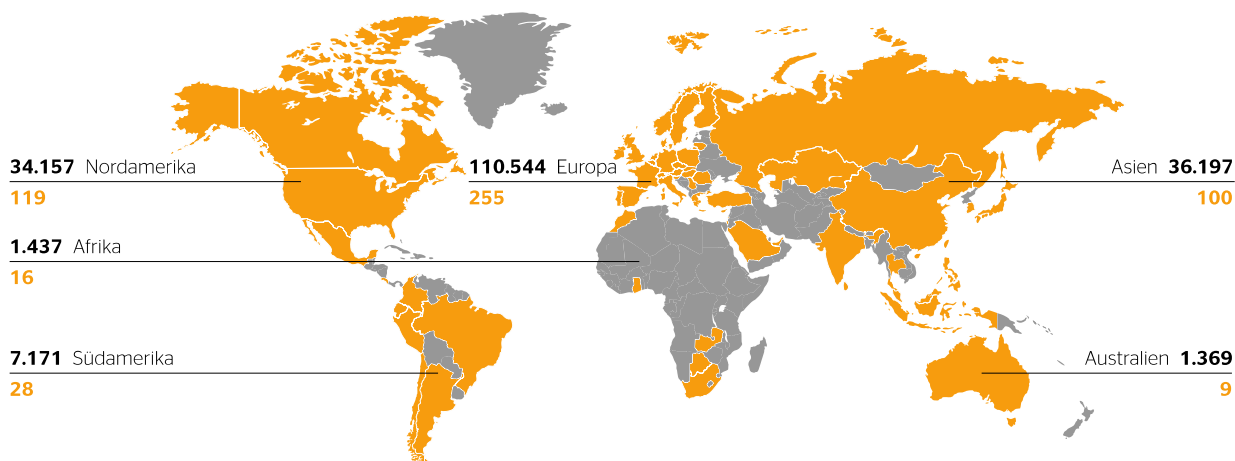 34.157 Nordamerika
119
110.544 Europa
255
Asien 36.197
100
1.437 Afrika
16
7.171 Südamerika
28
Australien 1.369
9